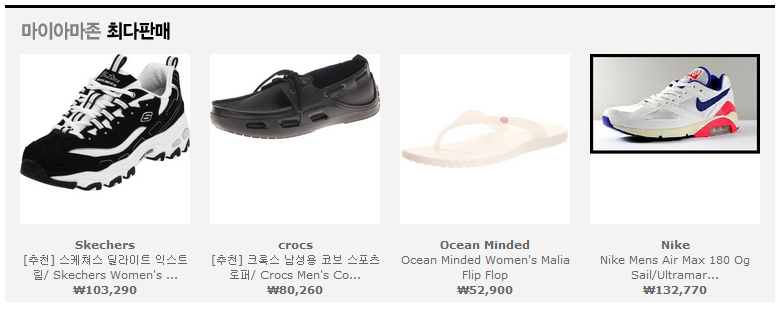 마이아마존 최다판매
Skechers
[추천] 스케쳐스 딜라이트 익스트
림/ Skechers Women's ...
₩103,290
crocs
[추천] 크록스 남성용 코브 스포츠
로퍼/ Crocs Men's Co...
₩80,260
Ocean Minded
Ocean Minded Women's Malia
Flip Flop
₩52,900
Nike
Nike Mens Air Max 180 Og
Sail/Ultramar...
₩132,770